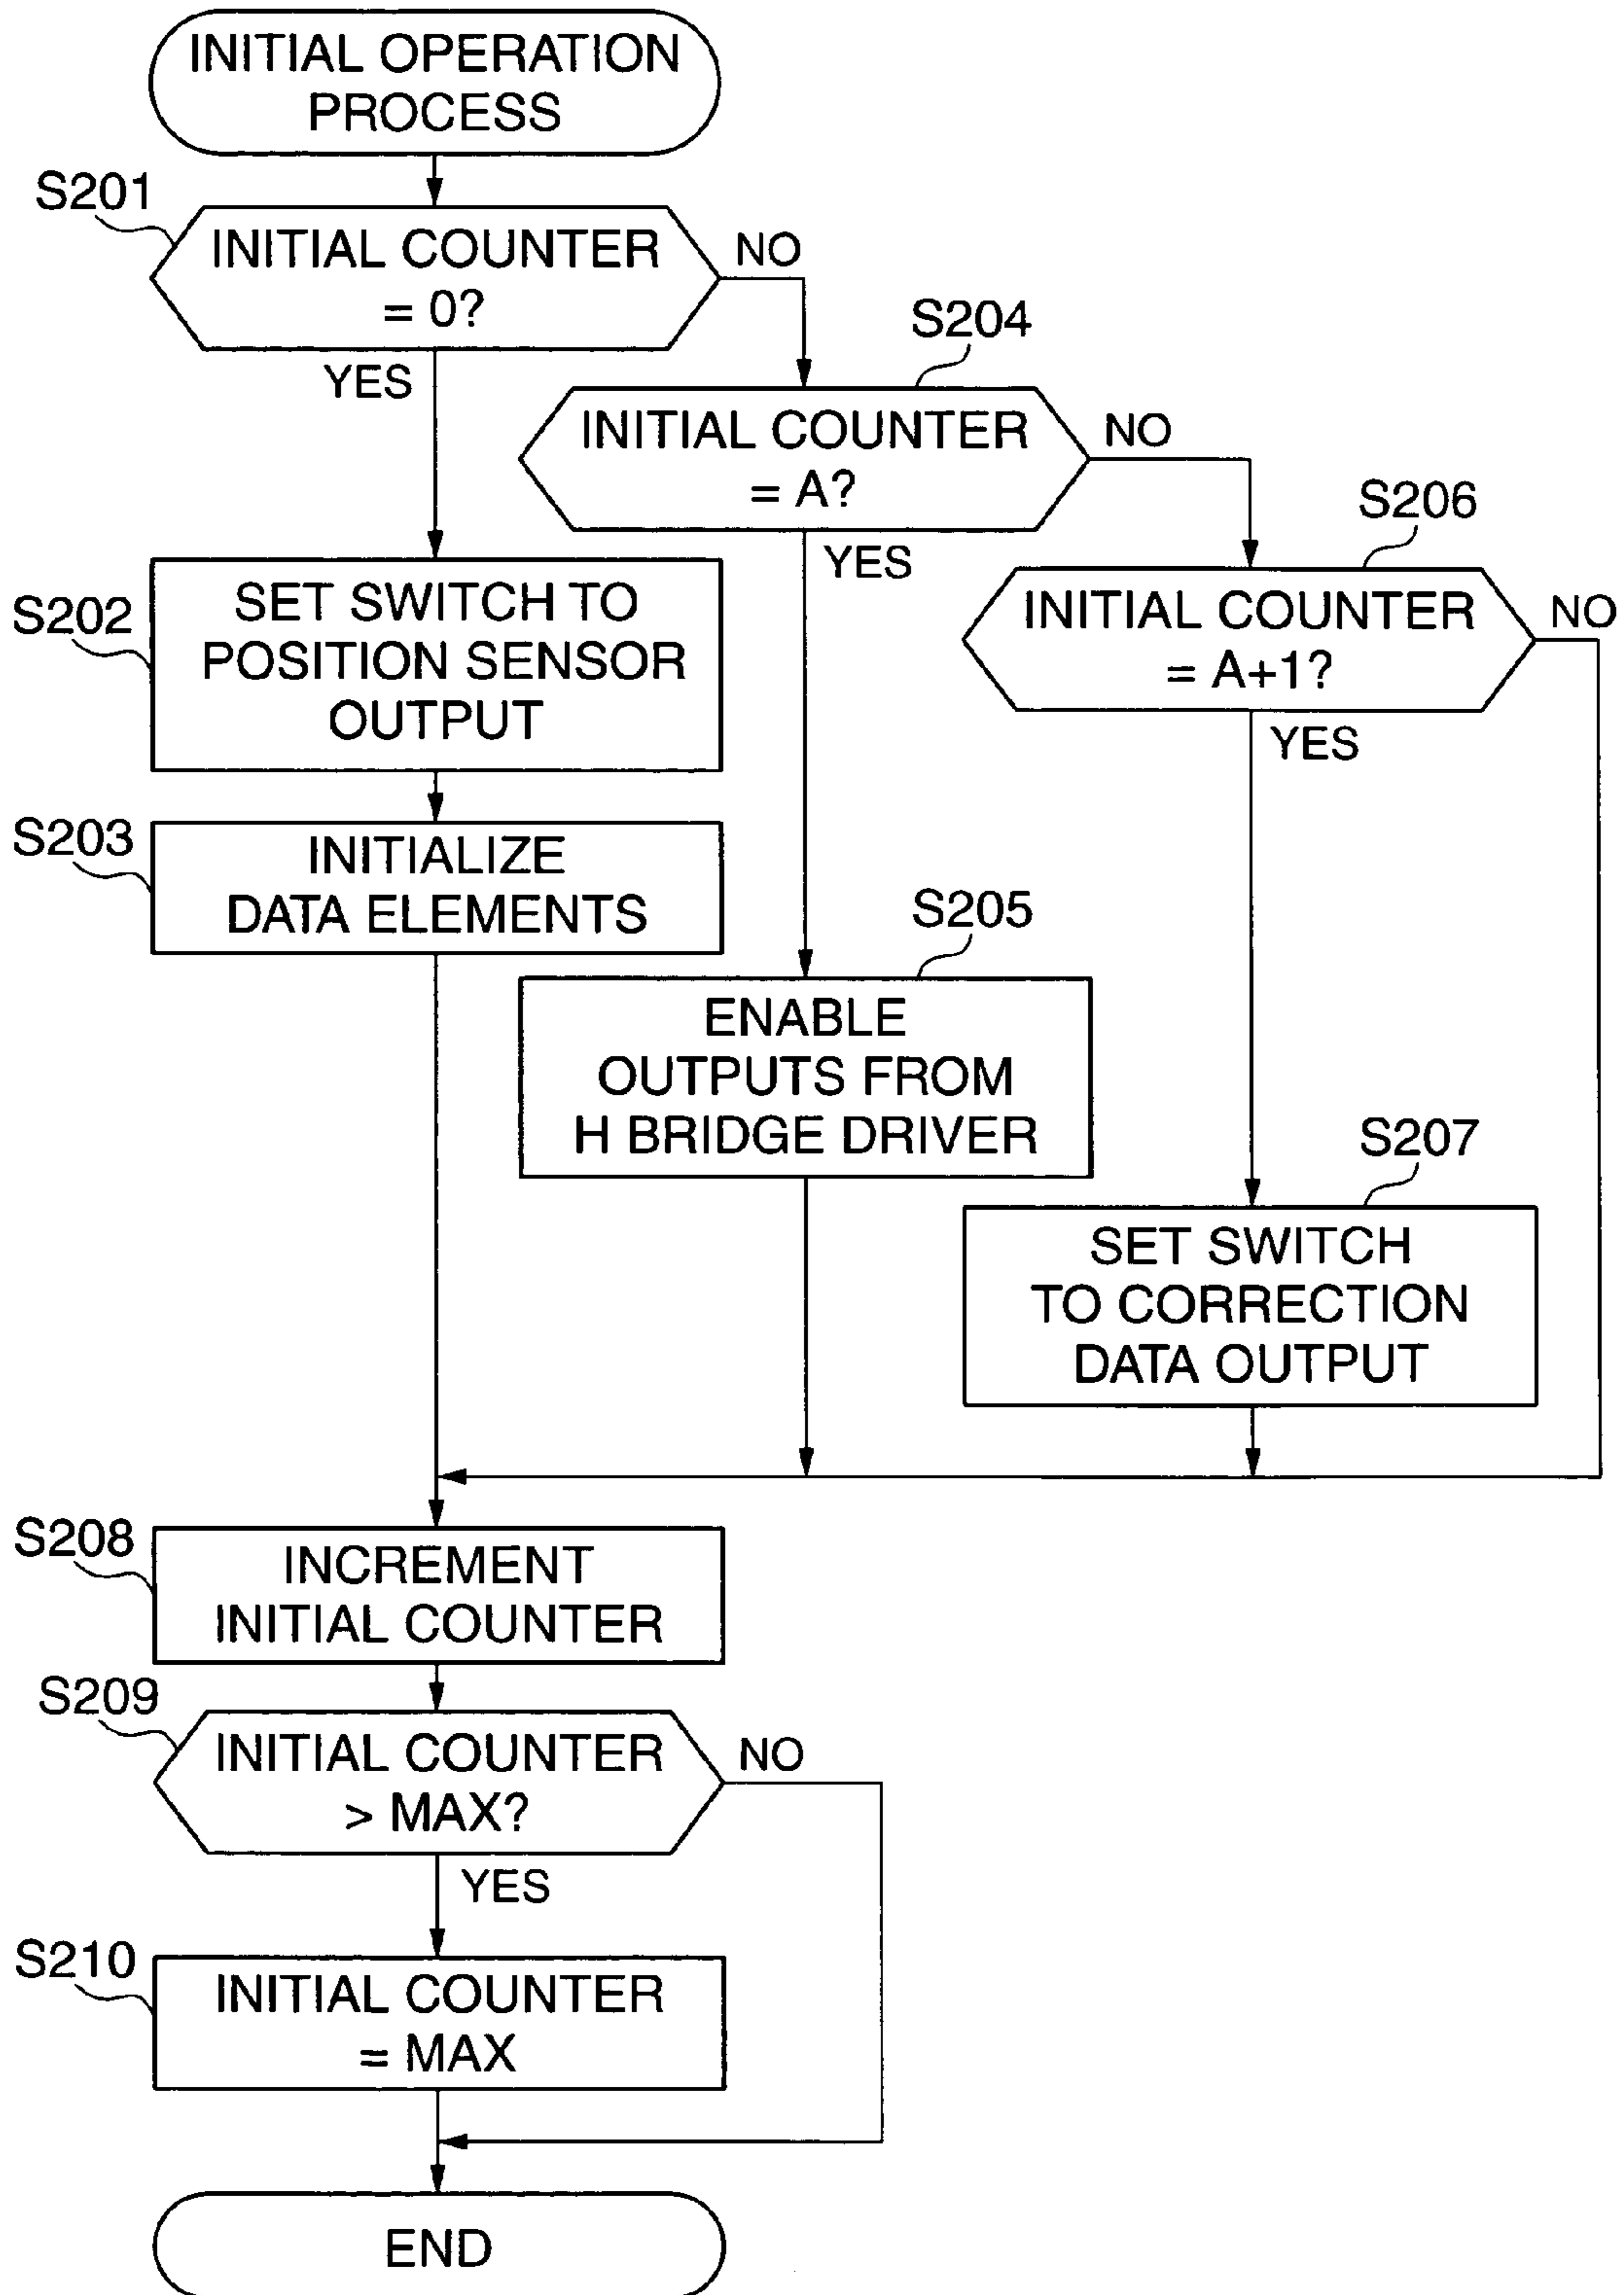 INITIAL OPERATION
PROCESS
S201
INITIAL COUNTER
= 0?
NO
YES
S204
INITIAL COUNTER
= A?
NO
YES
S206
INITIAL COUNTER
= A+1?
NO
YES
S202
SET SWITCH TO
POSITION SENSOR
OUTPUT
S203
INITIALIZE
DATA ELEMENTS
S205
ENABLE
OUTPUTS FROM
H BRIDGE DRIVER
S207
SET SWITCH
TO CORRECTION
DATA OUTPUT
S208
INCREMENT
INITIAL COUNTER
S209
INITIAL COUNTER
> MAX?
NO
YES
S210
INITIAL COUNTER
= MAX
END